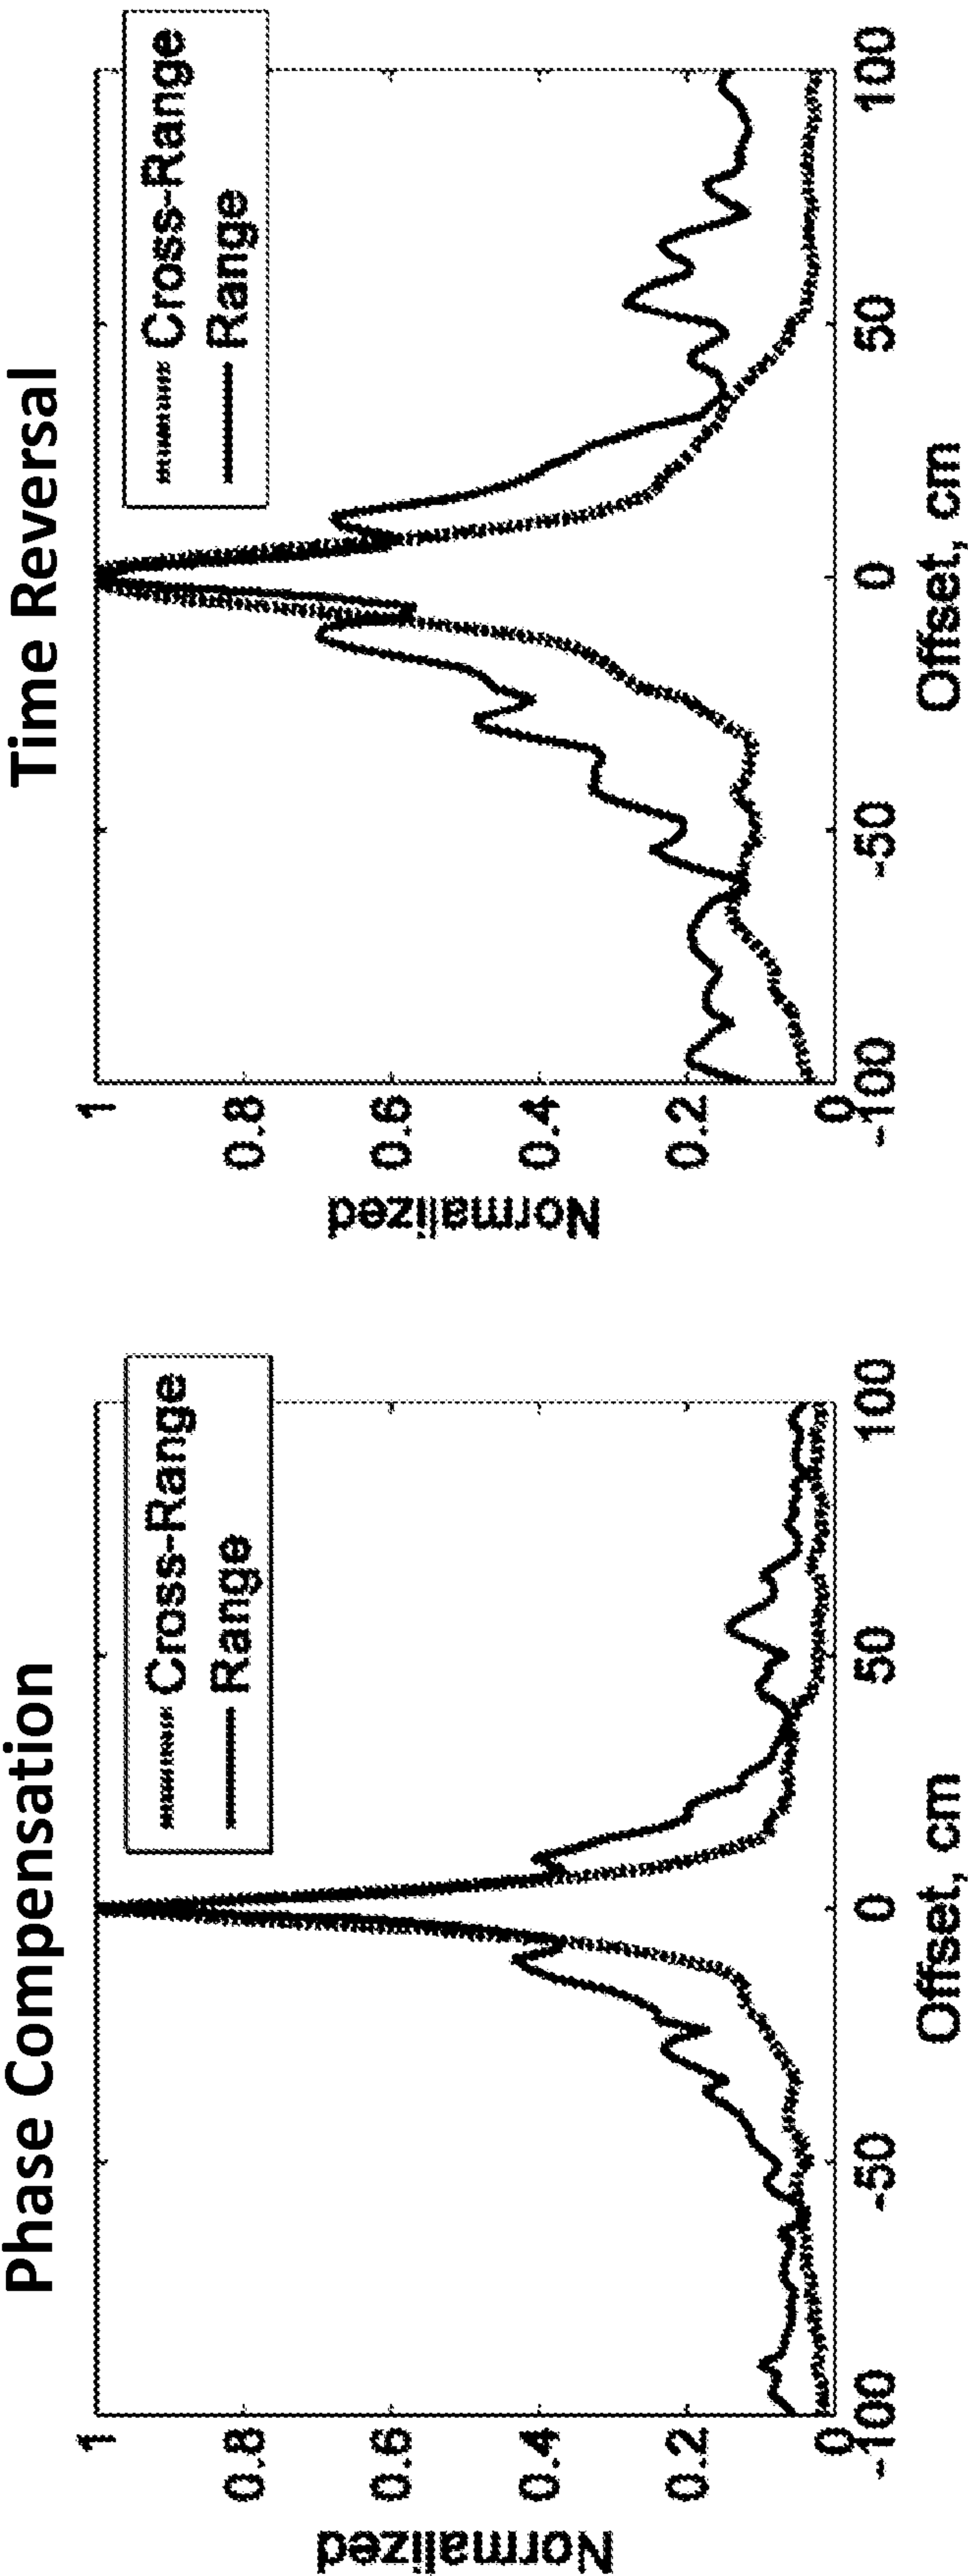 Phase Compensation
Normalized
1
0.8
0.6
0.4
0.2
0
-100
-50
0
50
100
Offset, cm
Cross-Range
Range
Time Reversal
Normalized
1
0.8
0.6
0.4
0.2
0
-100
-50
0
50
100
Offset, cm
Cross-Range
Range